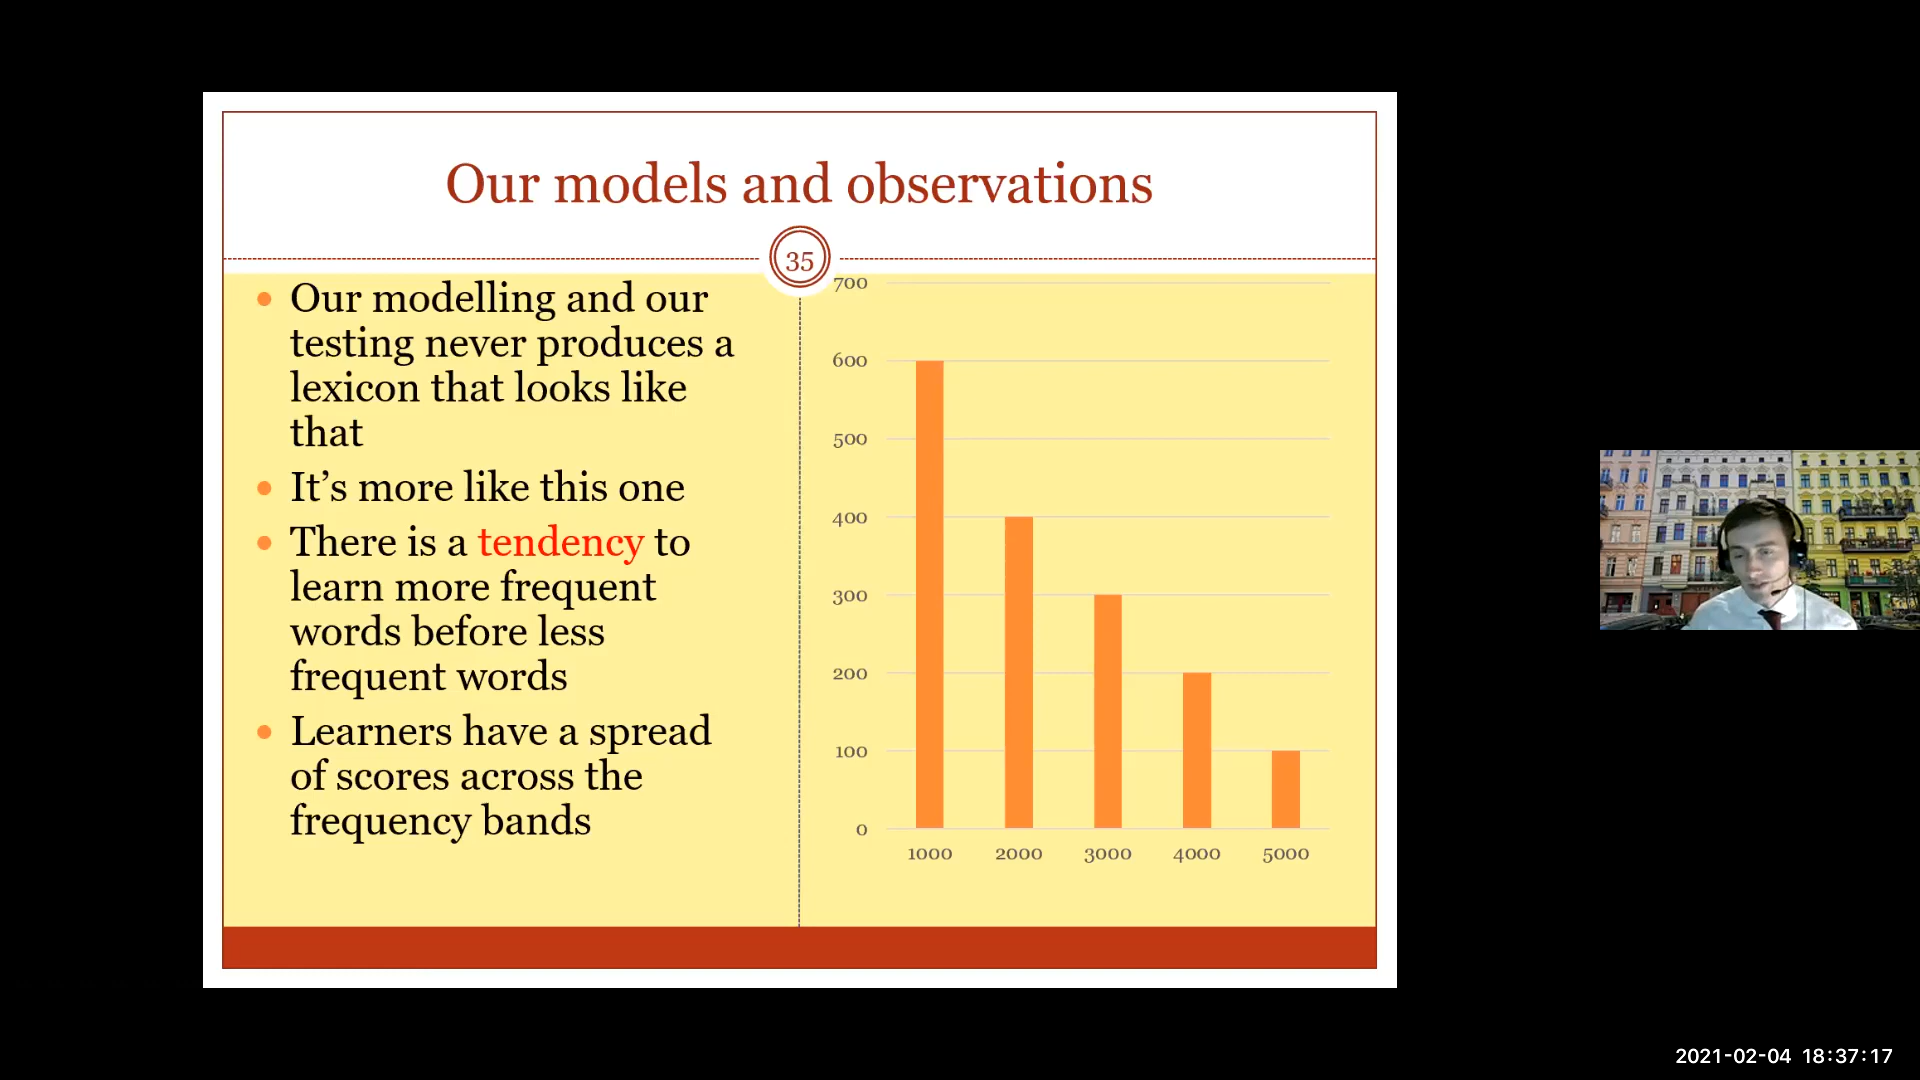 Our models and observations
35
Our modelling and our
testing never produces a
lexicon that looks like
that
It’s more like this one
There is a tendency to
learn more frequent
words before less
frequent words
Learners have a spread
of scores across the
frequency bands
700
600
500
400
300
200
100
0
1000 2000 3000 4000 5000
2021-02-04 18:37:17